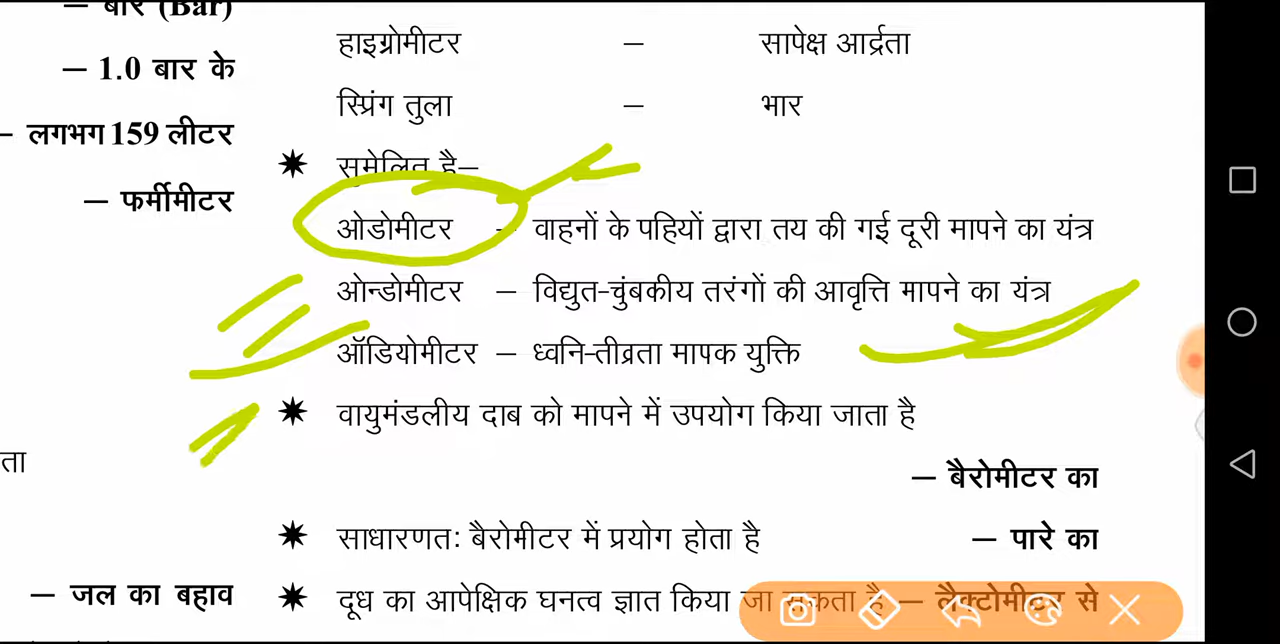 — बार (Bar)
— 1.0 बार के
– लगभग 159 लीटर
— फर्मीमीटर
ता
— जल का बहाव
हाइग्रोमीटर – सापेक्ष आर्द्रता
स्प्रिंग तुला – भार
✷ सुमेलित है–
ओडोमीटर – वाहनों के पहियों द्वारा तय की गई दूरी मापने का यंत्र
ओन्डोमीटर – विद्युत-चुंबकीय तरंगों की आवृत्ति मापने का यंत्र
ऑडियोमीटर – ध्वनि-तीव्रता मापक युक्ति
✷ वायुमंडलीय दाब को मापने में उपयोग किया जाता है
— बैरोमीटर का
✷ साधारणतः बैरोमीटर में प्रयोग होता है — पारे का
✷ दूध का आपेक्षिक घनत्व ज्ञात किया जा सकता है — लैक्टोमीटर से